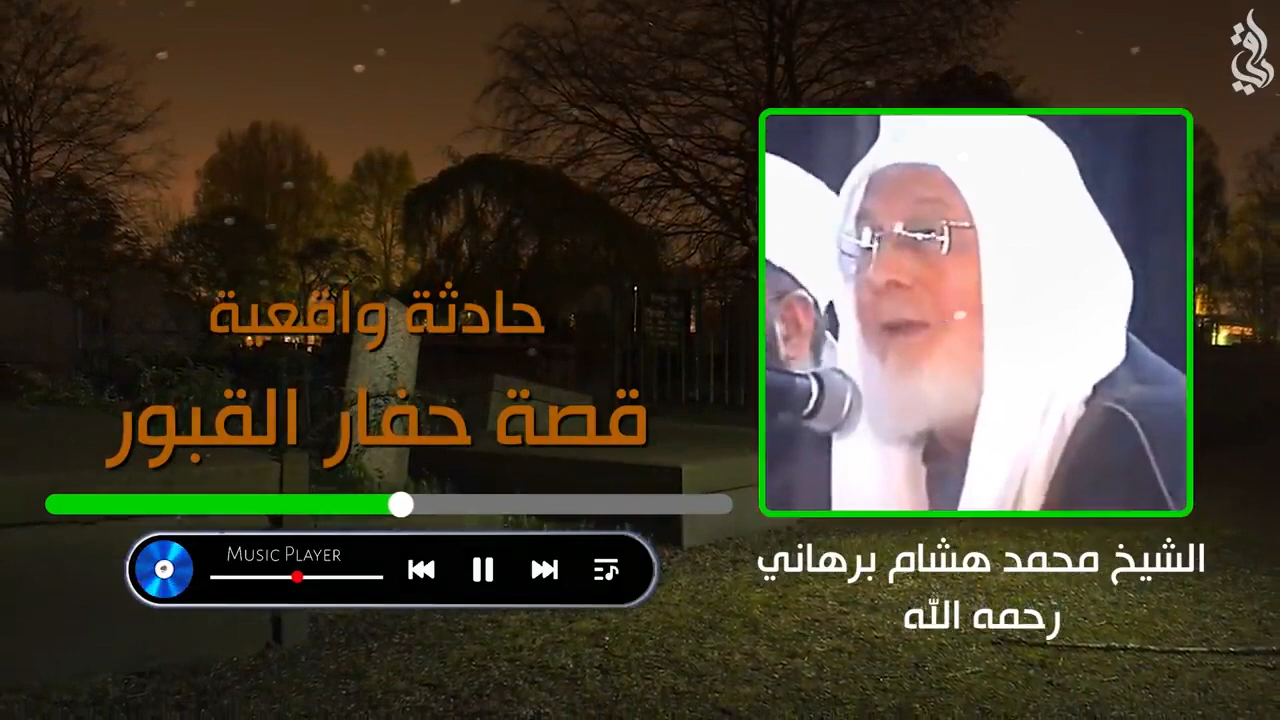 حادثة واقعية
قصة حفار القبور
MUSIC PLAYER
الشيخ محمد هشام برهاني
رحمه الله